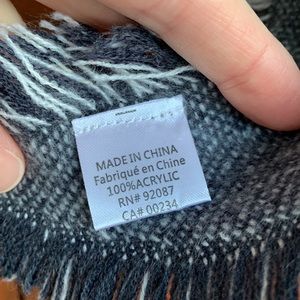 MADE IN CHINA
Fabriqué en Chine
100%ACRYLIC
RN# 92087
CA# 00234